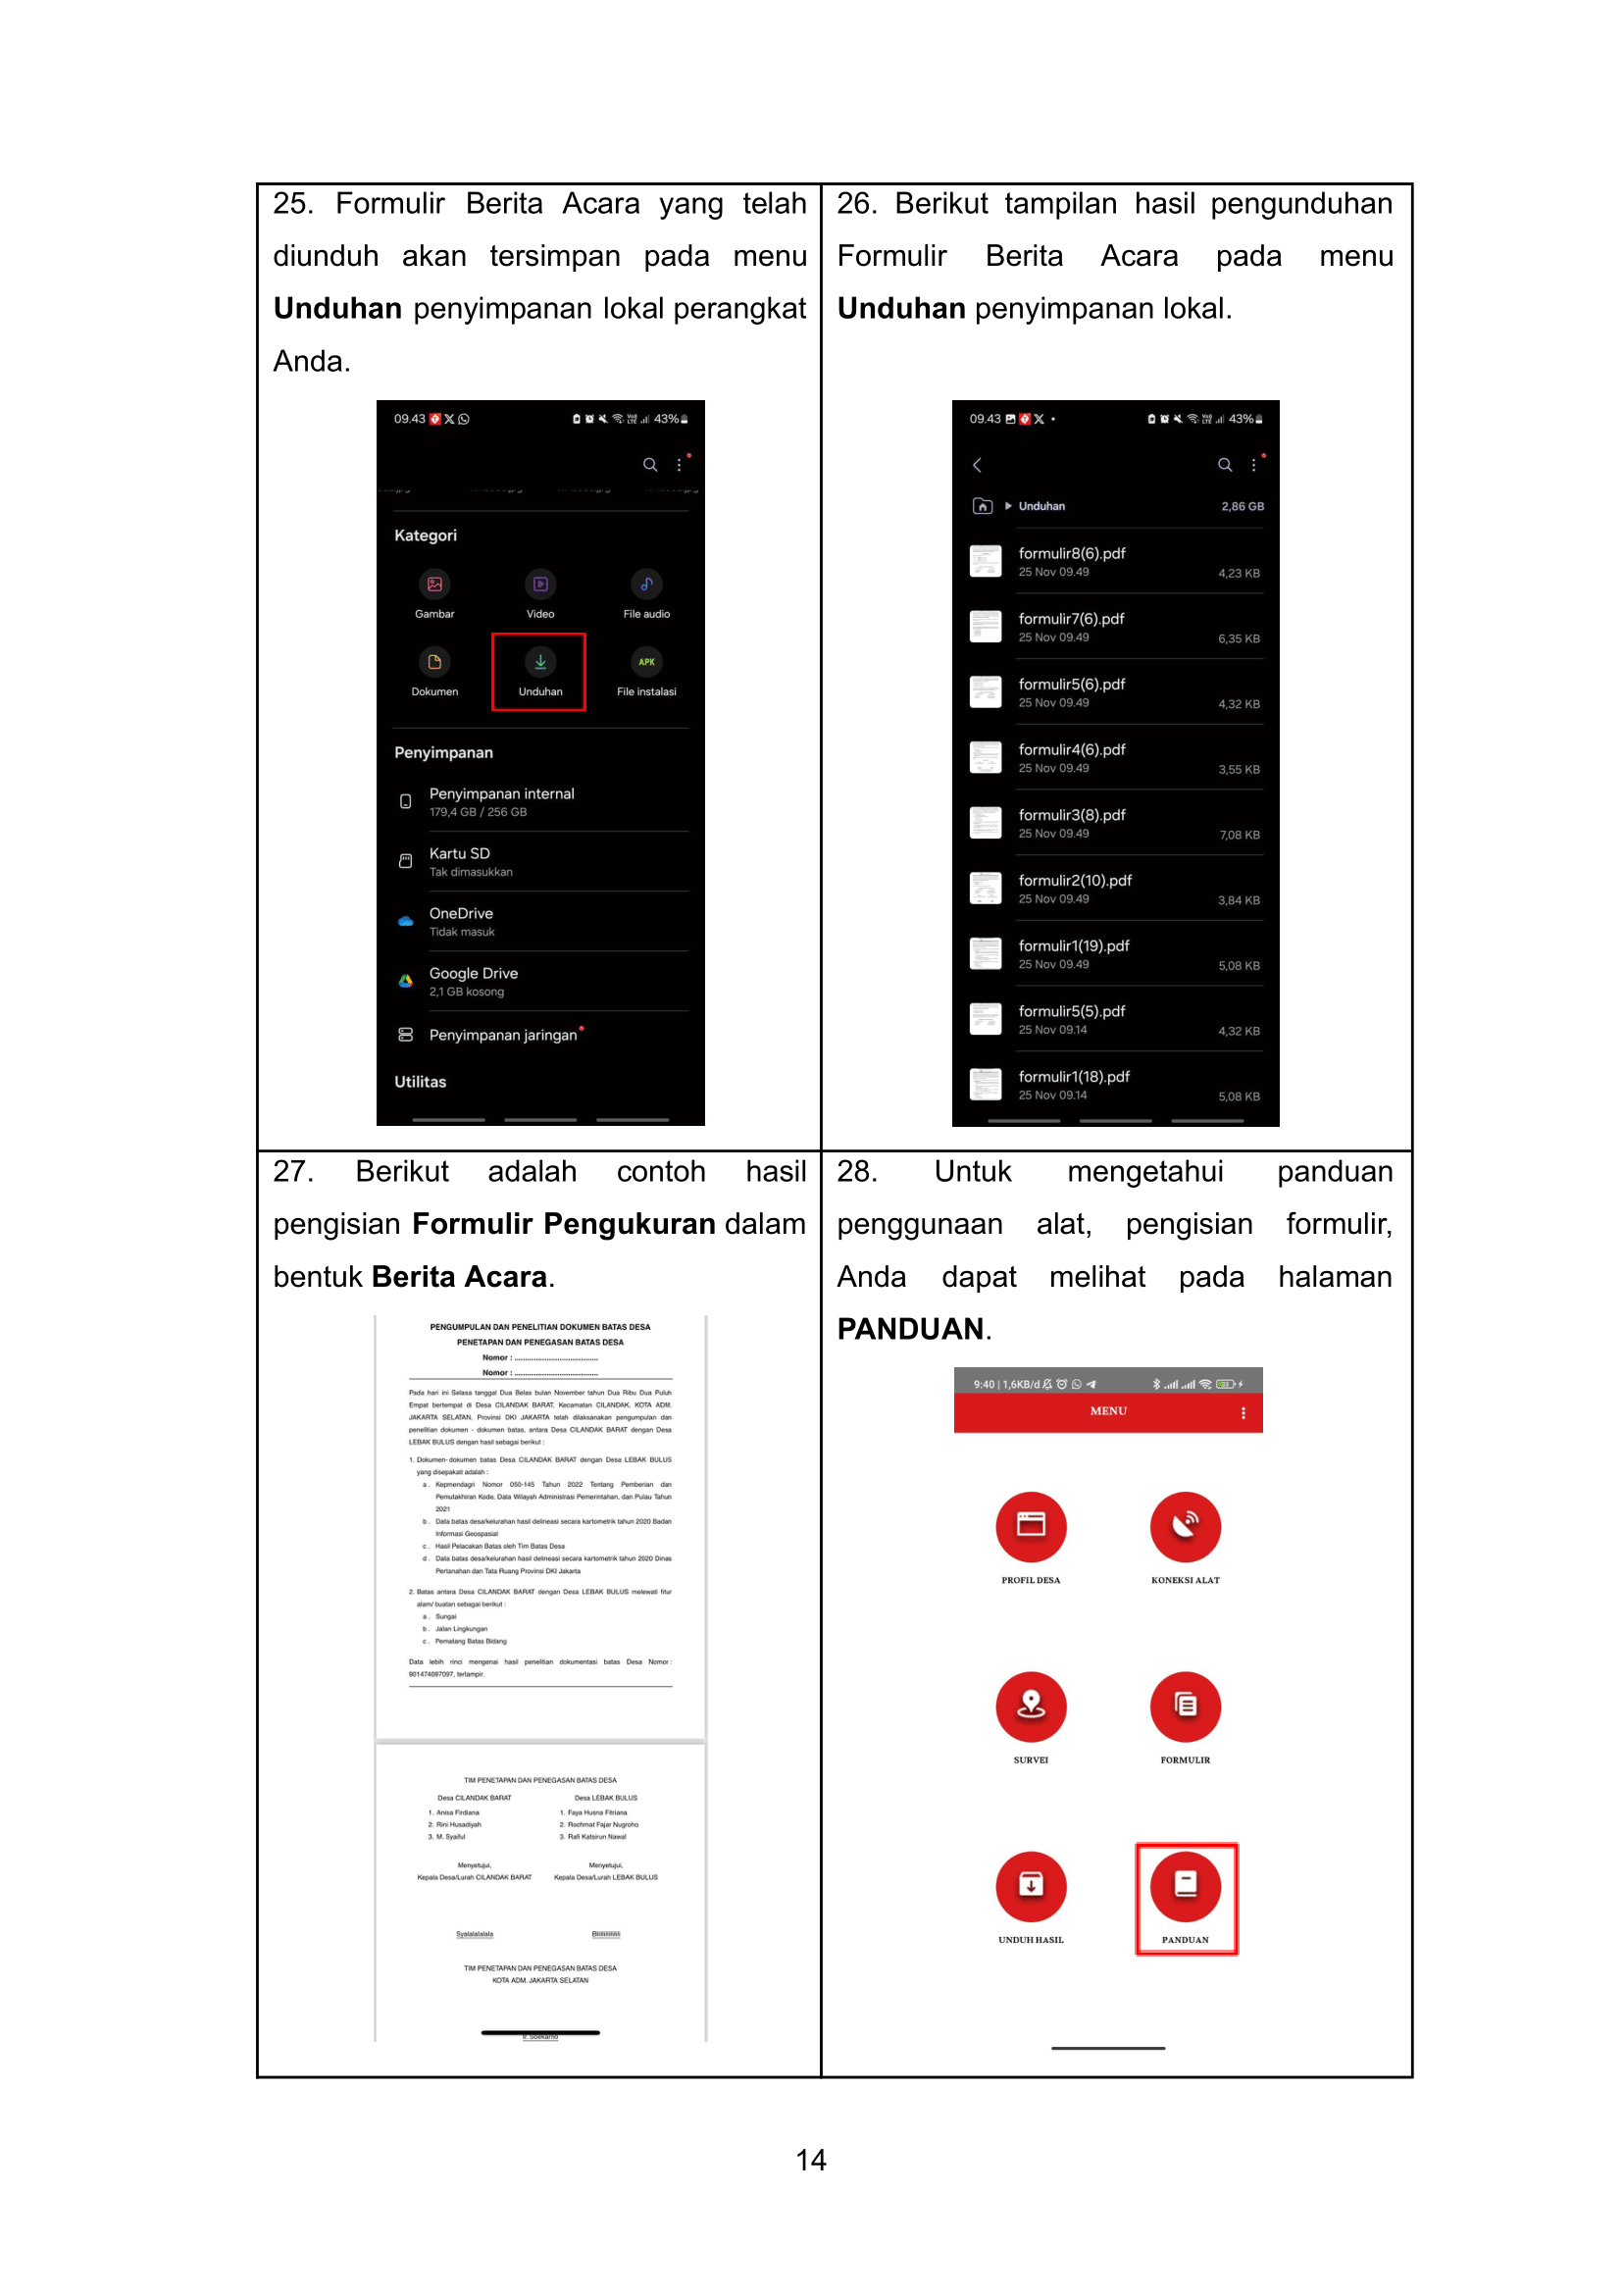 25. Formulir Berita Acara yang telah
diunduh akan tersimpan pada menu
Unduhan penyimpanan lokal perangkat
Anda.
09.43
43%
Kategori
Gambar
Video
File audio
Dokumen
Unduhan
APK
File instalasi
Penyimpanan
Penyimpanan internal
179,4 GB / 256 GB
Kartu SD
Tak dimasukkan
OneDrive
Tidak masuk
Google Drive
2,1 GB kosong
Penyimpanan jaringan
Utilitas
26. Berikut tampilan hasil pengunduhan
Formulir Berita Acara pada menu
Unduhan penyimpanan lokal.
09.43
43%
Unduhan
2,86 GB
formulir8(6).pdf
25 Nov 09.49
4,23 KB
formulir7(6).pdf
25 Nov 09.49
6,35 KB
formulir5(6).pdf
25 Nov 09.49
4,32 KB
formulir4(6).pdf
25 Nov 09.49
3,55 KB
formulir3(8).pdf
25 Nov 09.49
7,08 KB
formulir2(10).pdf
25 Nov 09.49
3,84 KB
formulir1(19).pdf
25 Nov 09.49
5,08 KB
formulir5(5).pdf
25 Nov 09.14
4,32 KB
formulir1(18).pdf
25 Nov 09.14
5,08 KB
27. Berikut adalah contoh hasil
pengisian Formulir Pengukuran dalam
bentuk Berita Acara.
PENGUMPULAN DAN PENELITIAN DOKUMEN BATAS DESA
PENETAPAN DAN PENEGASAN BATAS DESA
Nomor : ......................................
Nomor : ......................................
Pada hari ini Selasa tanggal Dua Belas bulan November tahun Dua Ribu Dua Puluh
Empat bertempat di Desa CILANDAK BARAT, Kecamatan CILANDAK, KOTA ADM.
JAKARTA SELATAN, Provinsi DKI JAKARTA telah dilaksanakan pengumpulan dan
penelitian dokumen - dokumen batas, antara Desa CILANDAK BARAT dengan Desa
LEBAK BULUS dengan hasil sebagai berikut :
1. Dokumen- dokumen batas Desa CILANDAK BARAT dengan Desa LEBAK BULUS
yang disepakati adalah :
a . Kepmendagri Nomor 050-145 Tahun 2022 Tentang Pemberian dan
Pemutakhiran Kode, Data Wilayah Administrasi Pemerintahan, dan Pulau Tahun
2021
b . Data batas desa/kelurahan hasil delineasi secara kartometrik tahun 2020 Badan
Informasi Geospasial
c . Hasil Pelacakan Batas oleh Tim Batas Desa
d . Data batas desa/kelurahan hasil delineasi secara kartometrik tahun 2020 Dinas
Pertanahan dan Tata Ruang Provinsi DKI Jakarta
2. Batas antara Desa CILANDAK BARAT dengan Desa LEBAK BULUS melewati fitur
alam/ buatan sebagai berikut :
a . Sungai
b . Jalan Lingkungan
c . Pematang Batas Bidang
Data lebih rinci mengenai hasil penelitian dokumentasi batas Desa Nomor :
901474097097, terlampir.
TIM PENETAPAN DAN PENEGASAN BATAS DESA
Desa CILANDAK BARAT
Desa LEBAK BULUS
1. Anisa Firdiana
1. Faya Husna Fitriana
2. Rini Husadiyah
2. Rochmat Fajar Nugroho
3. M. Syaiful
3. Rafi Katsirun Nawal
Menyetujui,
Menyetujui,
Kepala Desa/Lurah CILANDAK BARAT
Kepala Desa/Lurah LEBAK BULUS
Syalalalalala
TIM PENETAPAN DAN PENEGASAN BATAS DESA
KOTA ADM. JAKARTA SELATAN
Ir. Soekarno
28. Untuk mengetahui panduan
penggunaan alat, pengisian formulir,
Anda dapat melihat pada halaman
PANDUAN.
9:40 | 1,6KB/d
MENU
PROFIL DESA
KONEKSI ALAT
SURVEI
FORMULIR
UNDUH HASIL
PANDUAN
14